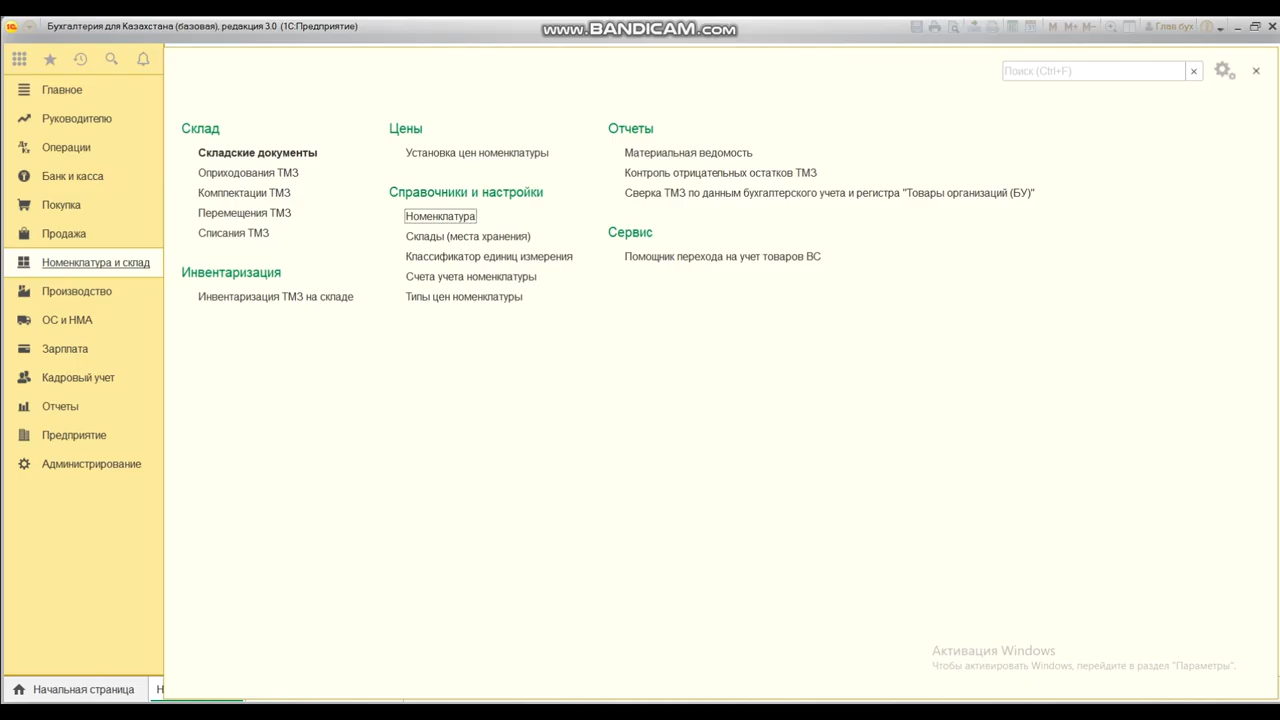 Бухгалтерия для Казахстана (базовая), редакция 3.0 (1С:Предприятие)
www.BANDICAM.com
M M+ M-
Глав бух
Поиск (Ctrl+F)
Главное
Руководителю
Операции
Банк и касса
Покупка
Продажа
Номенклатура и склад
Производство
ОС и НМА
Зарплата
Кадровый учет
Отчеты
Предприятие
Администрирование
Склад
Складские документы
Оприходования ТМЗ
Комплектации ТМЗ
Перемещения ТМЗ
Списания ТМЗ
Инвентаризация
Инвентаризация ТМЗ на складе
Цены
Установка цен номенклатуры
Справочники и настройки
Номенклатура
Склады (места хранения)
Классификатор единиц измерения
Счета учета номенклатуры
Типы цен номенклатуры
Отчеты
Материальная ведомость
Контроль отрицательных остатков ТМЗ
Сверка ТМЗ по данным бухгалтерского учета и регистра "Товары организаций (БУ)"
Сервис
Помощник перехода на учет товаров ВС
Активация Windows
Чтобы активировать Windows, перейдите в раздел "Параметры".
Начальная страница
Н